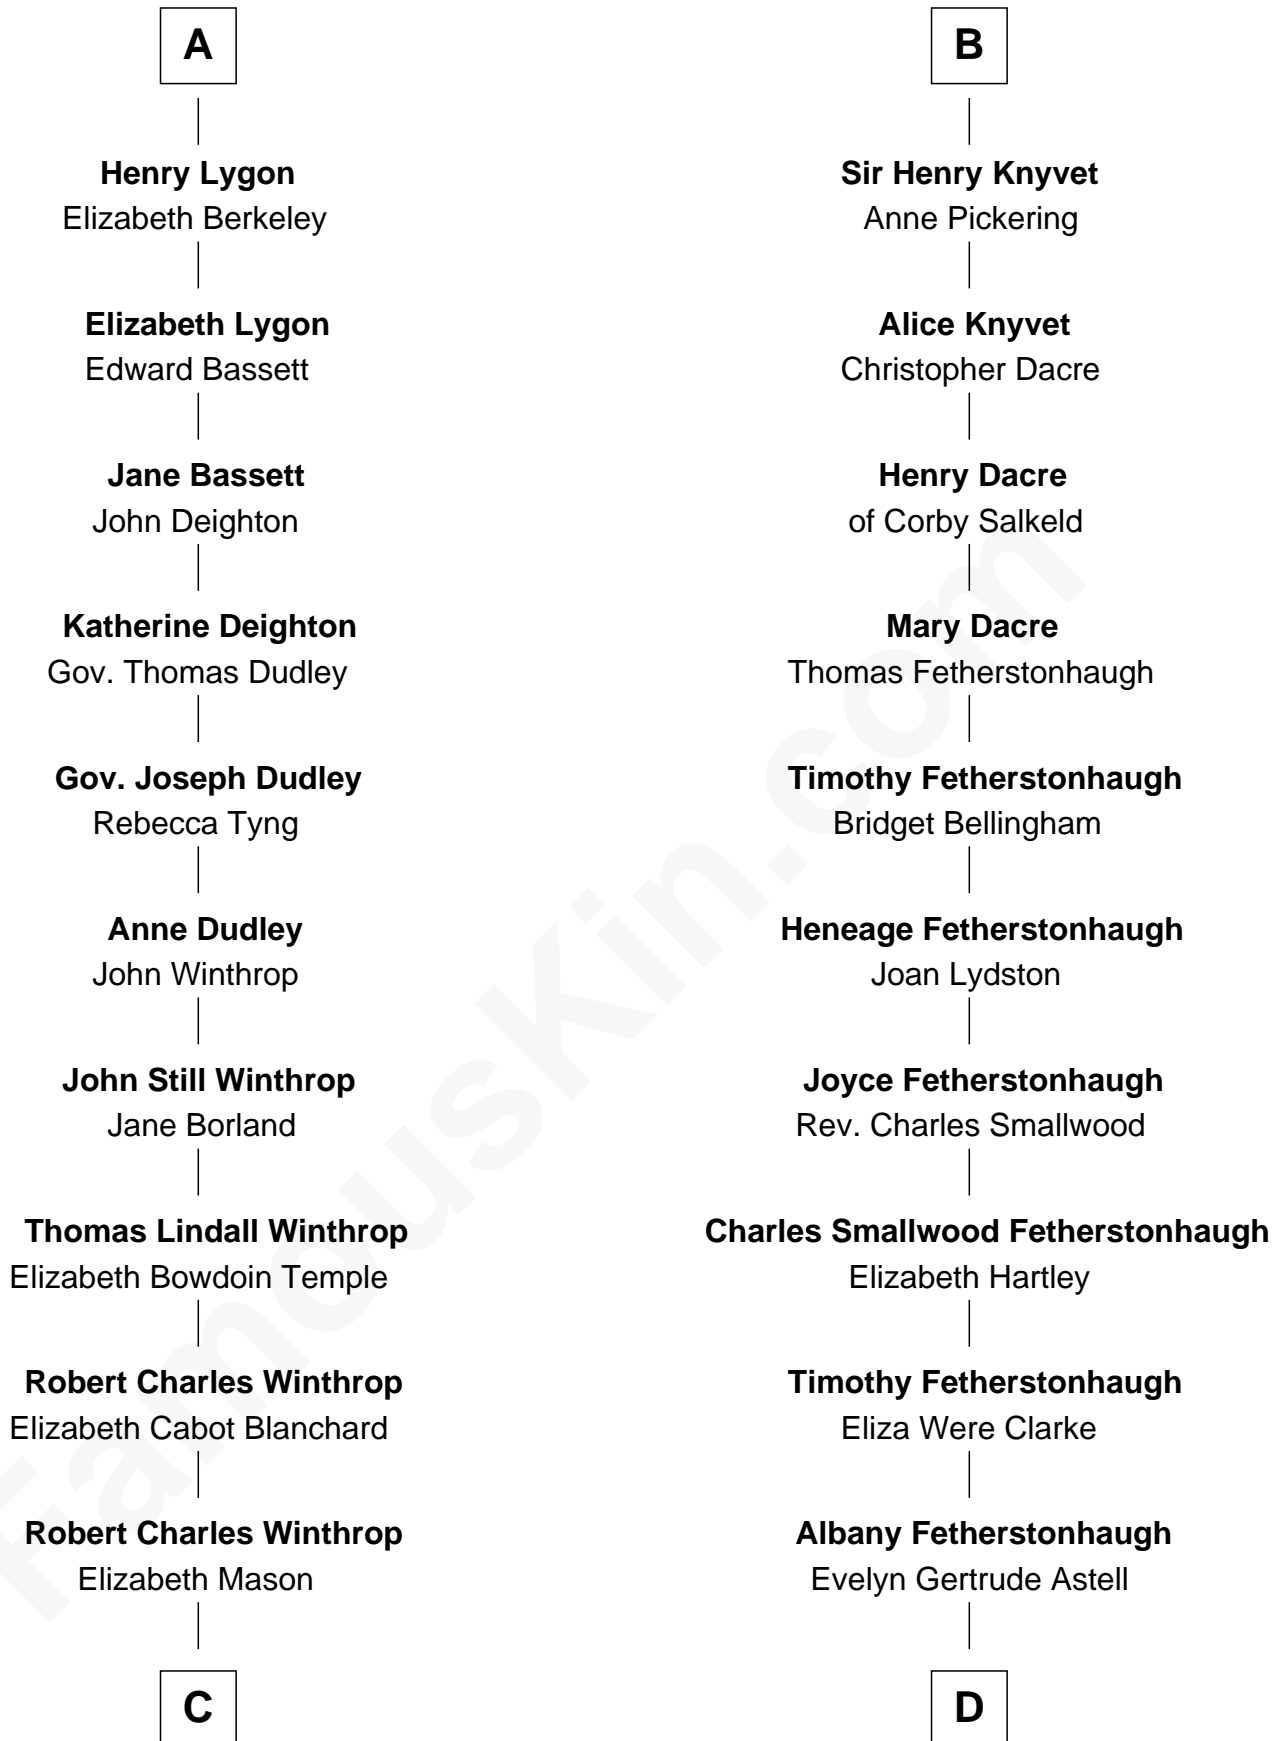 A
Henry Lygon
Elizabeth Berkeley
Elizabeth Lygon
Edward Bassett
Jane Bassett
John Deighton
Katherine Deighton
Gov. Thomas Dudley
Gov. Joseph Dudley
Rebecca Tyng
Anne Dudley
John Winthrop
John Still Winthrop
Jane Borland
Thomas Lindall Winthrop
Elizabeth Bowdoin Temple
Robert Charles Winthrop
Elizabeth Cabot Blanchard
Robert Charles Winthrop
Elizabeth Mason
C
B
Sir Henry Knyvet
Anne Pickering
Alice Knyvet
Christopher Dacre
Henry Dacre
of Corby Salkeld
Mary Dacre
Thomas Fetherstonhaugh
Timothy Fetherstonhaugh
Bridget Bellingham
Heneage Fetherstonhaugh
Joan Lydston
Joyce Fetherstonhaugh
Rev. Charles Smallwood
Charles Smallwood Fetherstonhaugh
Elizabeth Hartley
Timothy Fetherstonhaugh
Eliza Were Clarke
Albany Fetherstonhaugh
Evelyn Gertrude Astell
D
FamousKin.com